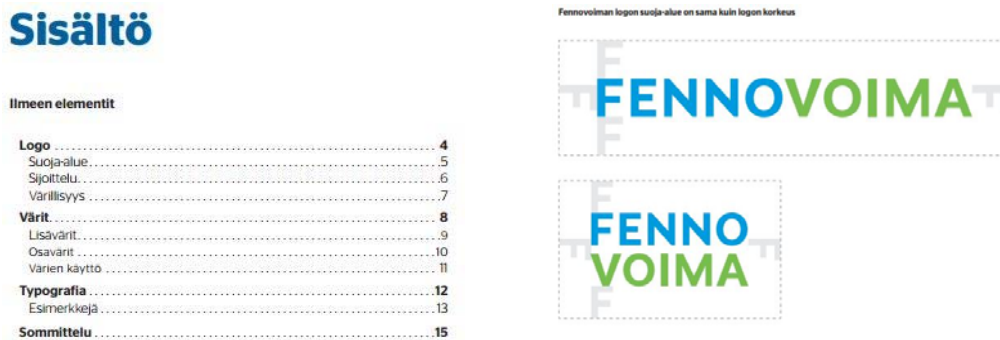 Sisältö
Ilmeen elementit
Logo ........ 4
Suoja-alue ........ 5
Sijoittelu ........ 6
Värillisyys ........ 7
Värit ........ 8
Lisävärit ........ 9
Osavärit ........ 10
Värien käyttö ........ 11
Typografia ........ 12
Esimerkkejä ........ 13
Sommittelu ........ 15
Fennovoiman logon suoja-alue on sama kuin logon korkeus
F
F FENNOVOIMA F
F
F
F FENNO F
VOIMA
F